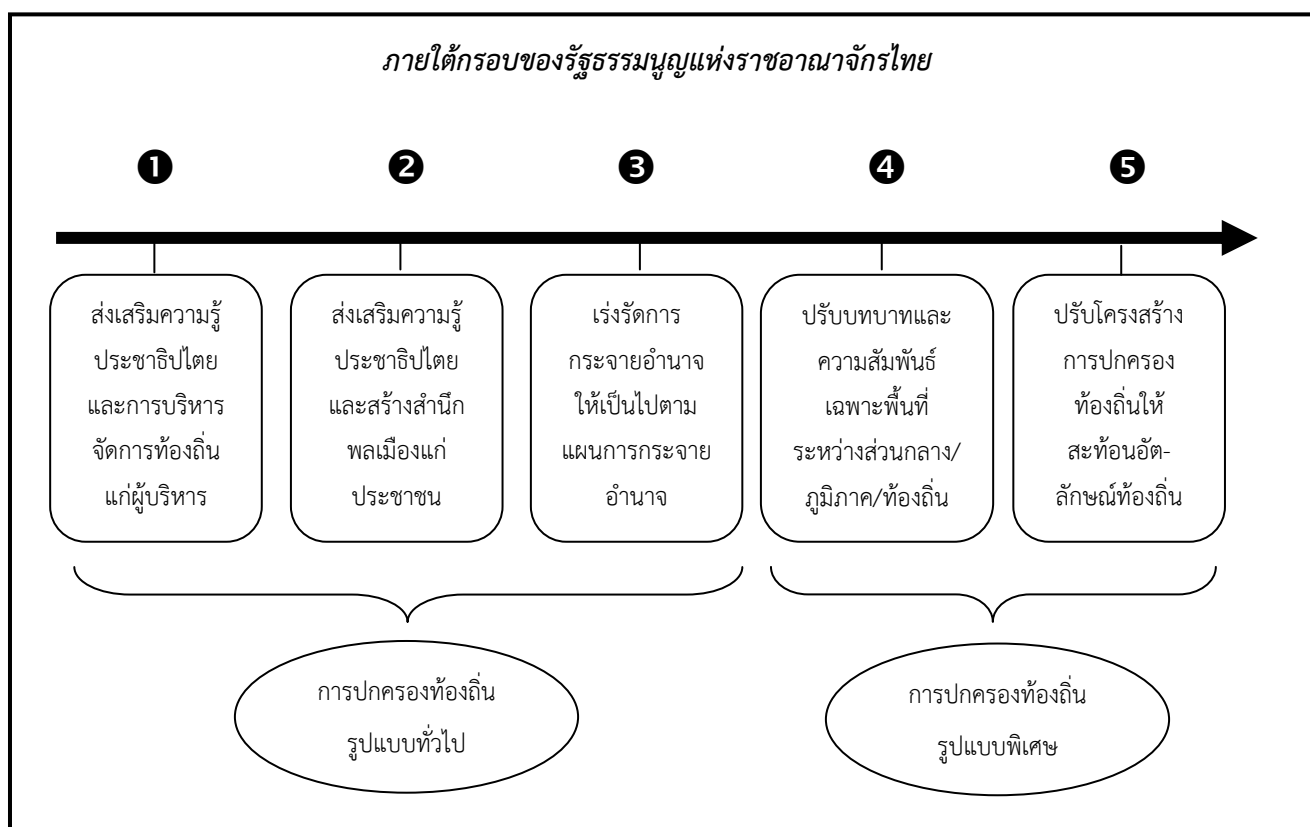 ภายใต้กรอบของรัฐธรรมนูญแห่งราชอาณาจักรไทย
❶ ❷ ❸ ❹ ❺
ส่งเสริมความรู้
ประชาธิปไตย
และการบริหาร
จัดการท้องถิ่น
แก่ผู้บริหาร
ส่งเสริมความรู้
ประชาธิปไตย
และสร้างสำนึก
พลเมืองแก่
ประชาชน
เร่งรัดการ
กระจายอำนาจ
ให้เป็นไปตาม
แผนการกระจาย
อำนาจ
ปรับบทบาทและ
ความสัมพันธ์
เฉพาะพื้นที่
ระหว่างส่วนกลาง/
ภูมิภาค/ท้องถิ่น
ปรับโครงสร้าง
การปกครอง
ท้องถิ่นให้
สะท้อนอัต-
ลักษณ์ท้องถิ่น
การปกครองท้องถิ่น
รูปแบบทั่วไป
การปกครองท้องถิ่น
รูปแบบพิเศษ